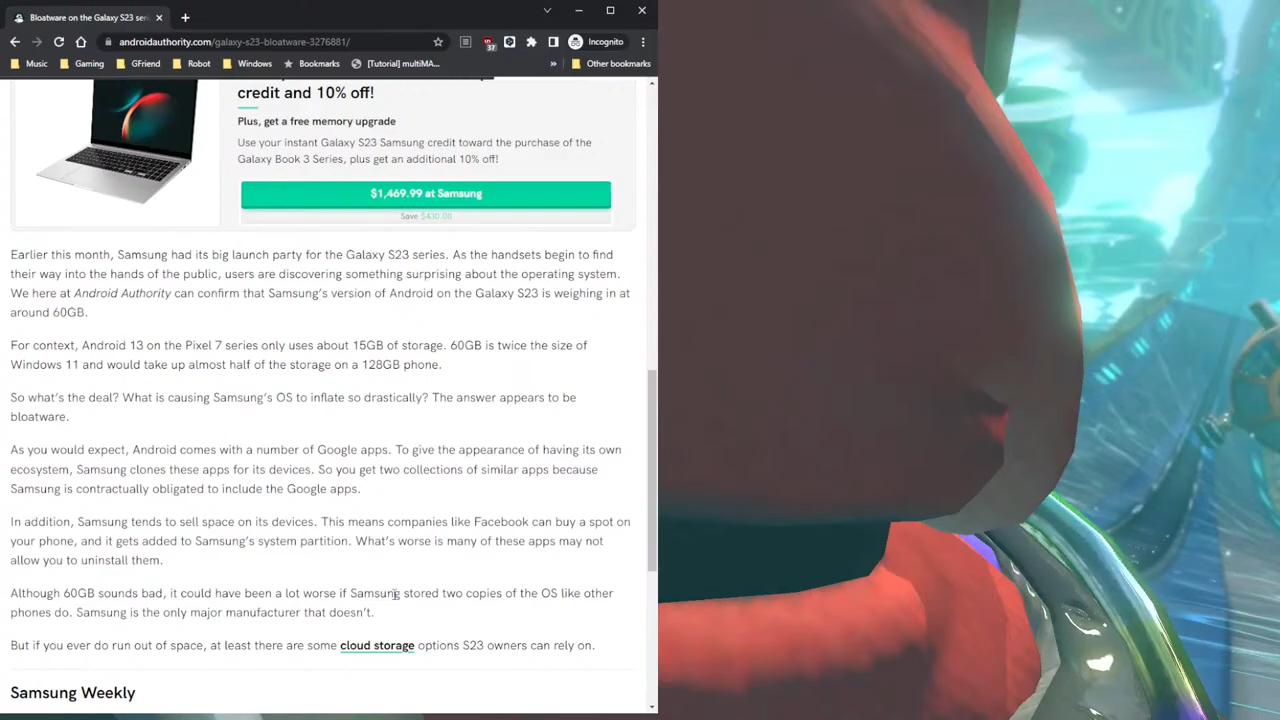 Bloatware on the Galaxy S23 seri
androidauthority.com/galaxy-s23-bloatware-3276881/
37
Incognito
Music
Gaming
GFriend
Robot
Windows
Bookmarks
[Tutorial] multiMA...
»
Other bookmarks
credit and 10% off!
Plus, get a free memory upgrade
Use your instant Galaxy S23 Samsung credit toward the purchase of the
Galaxy Book 3 Series, plus get an additional 10% off!
$1,469.99 at Samsung
Save $430.00
Earlier this month, Samsung had its big launch party for the Galaxy S23 series. As the handsets begin to find
their way into the hands of the public, users are discovering something surprising about the operating system.
We here at Android Authority can confirm that Samsung’s version of Android on the Galaxy S23 is weighing in at
around 60GB.
For context, Android 13 on the Pixel 7 series only uses about 15GB of storage. 60GB is twice the size of
Windows 11 and would take up almost half of the storage on a 128GB phone.
So what’s the deal? What is causing Samsung’s OS to inflate so drastically? The answer appears to be
bloatware.
As you would expect, Android comes with a number of Google apps. To give the appearance of having its own
ecosystem, Samsung clones these apps for its devices. So you get two collections of similar apps because
Samsung is contractually obligated to include the Google apps.
In addition, Samsung tends to sell space on its devices. This means companies like Facebook can buy a spot on
your phone, and it gets added to Samsung’s system partition. What’s worse is many of these apps may not
allow you to uninstall them.
Although 60GB sounds bad, it could have been a lot worse if Samsung stored two copies of the OS like other
phones do. Samsung is the only major manufacturer that doesn’t.
But if you ever do run out of space, at least there are some cloud storage options S23 owners can rely on.
Samsung Weekly